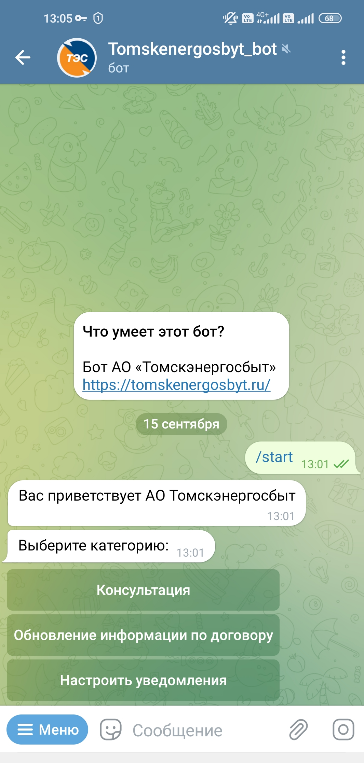 13:05
4G+
68
ТЭС
Tomskenergosbyt_bot
бот
Что умеет этот бот?
Бот АО «Томскэнергосбыт»
https://tomskenergosbyt.ru/
15 сентября
/start 13:01
Вас приветствует АО Томскэнергосбыт
13:01
Выберите категорию: 13:01
Консультация
Обновление информации по договору
Настроить уведомления
Меню
Сообщение